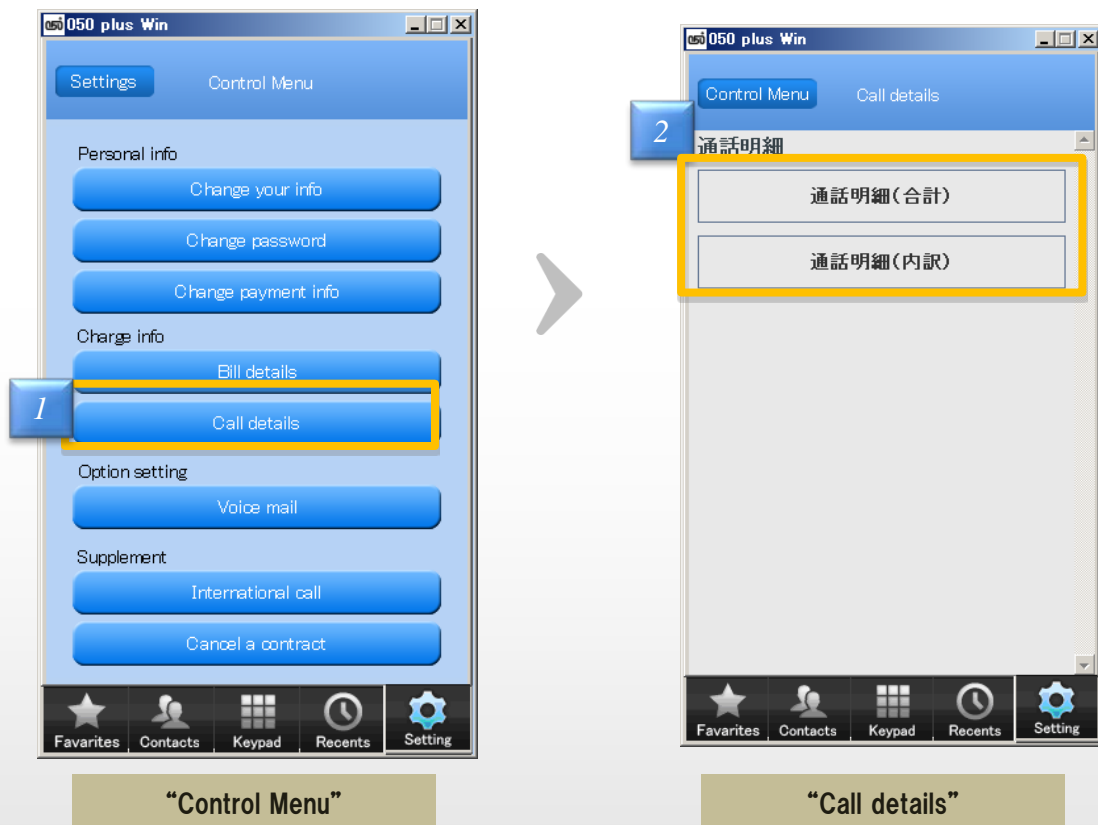 050 plus Win
Settings
Control Menu
Personal info
Change your info
Change password
Change payment info
Charge info
Bill details
1
Call details
Option setting
Voice mail
Supplement
International call
Cancel a contract
Favarites
Contacts
Keypad
Recents
Setting
“Control Menu”
050 plus Win
Control Menu
Call details
2
通話明細
通話明細(合計)
通話明細(内訳)
Favarites
Contacts
Keypad
Recents
Setting
“Call details”